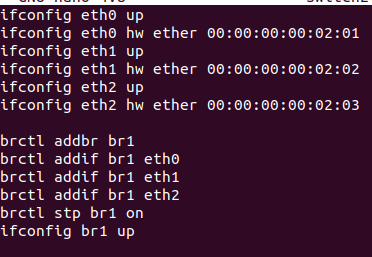 ifconfig eth0 up
ifconfig eth0 hw ether 00:00:00:00:02:01
ifconfig eth1 up
ifconfig eth1 hw ether 00:00:00:00:02:02
ifconfig eth2 up
ifconfig eth2 hw ether 00:00:00:00:02:03
brctl addbr br1
brctl addif br1 eth0
brctl addif br1 eth1
brctl addif br1 eth2
brctl stp br1 on
ifconfig br1 up